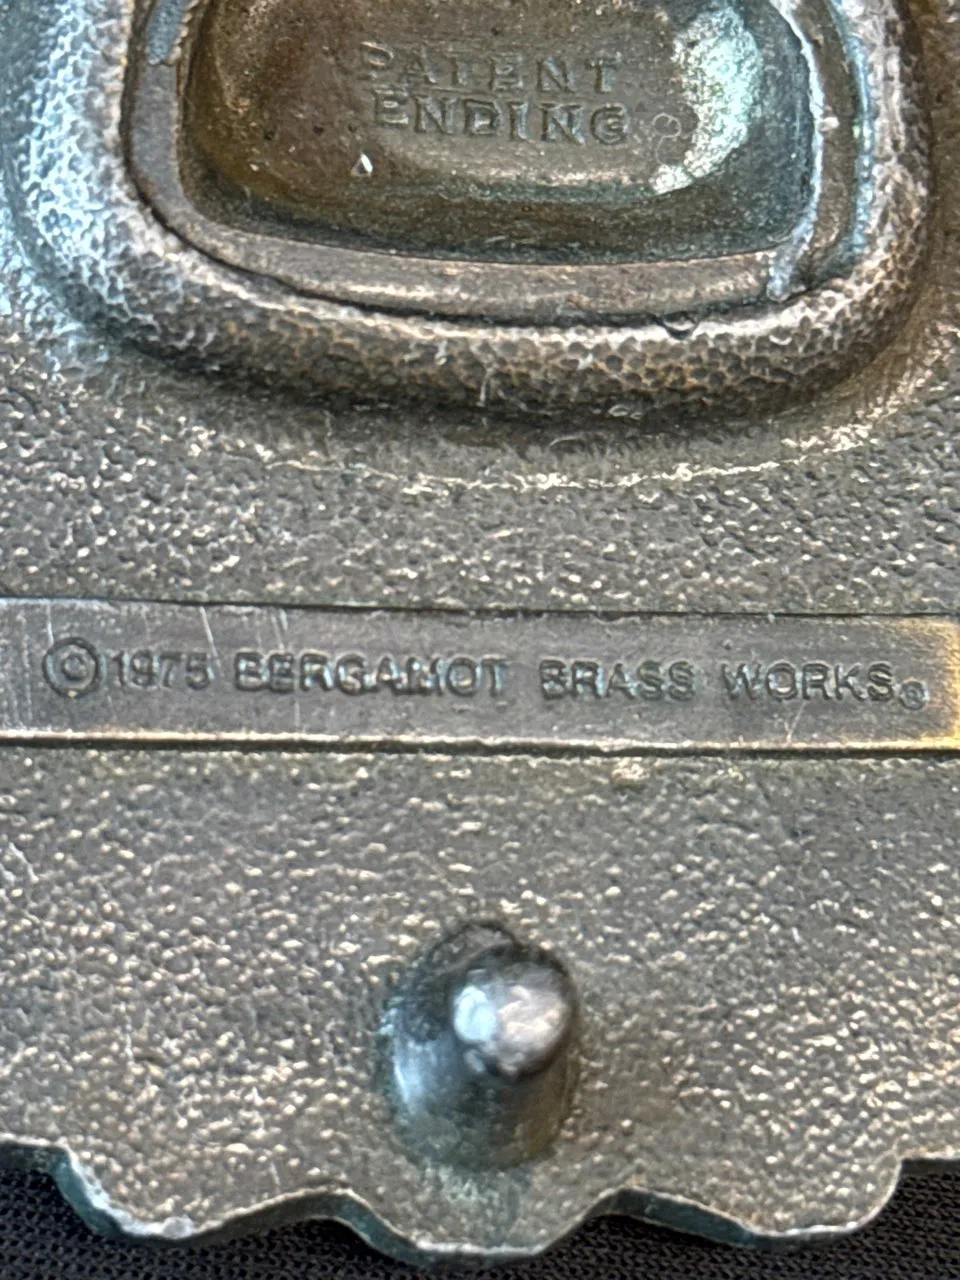 PATENT
ENDING
©1975 BERGAMOT BRASS WORKS®